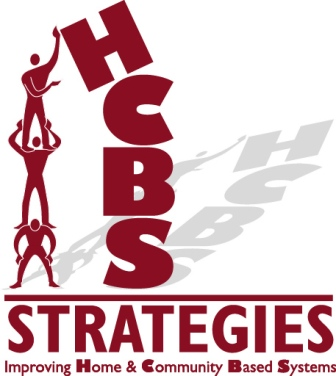 H
C
B
S
STRATEGIES
Improving Home & Community Based Systems